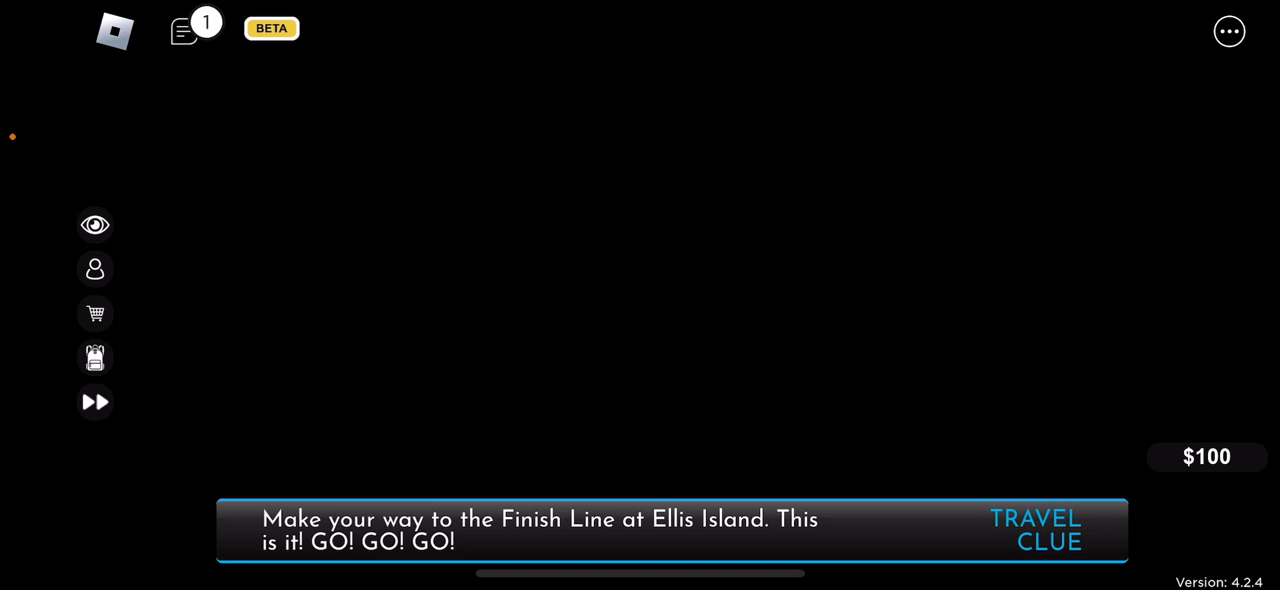 1
BETA
$100
Make your way to the Finish Line at Ellis Island. This
is it! GO! GO! GO!
TRAVEL
CLUE
Version: 4.2.4